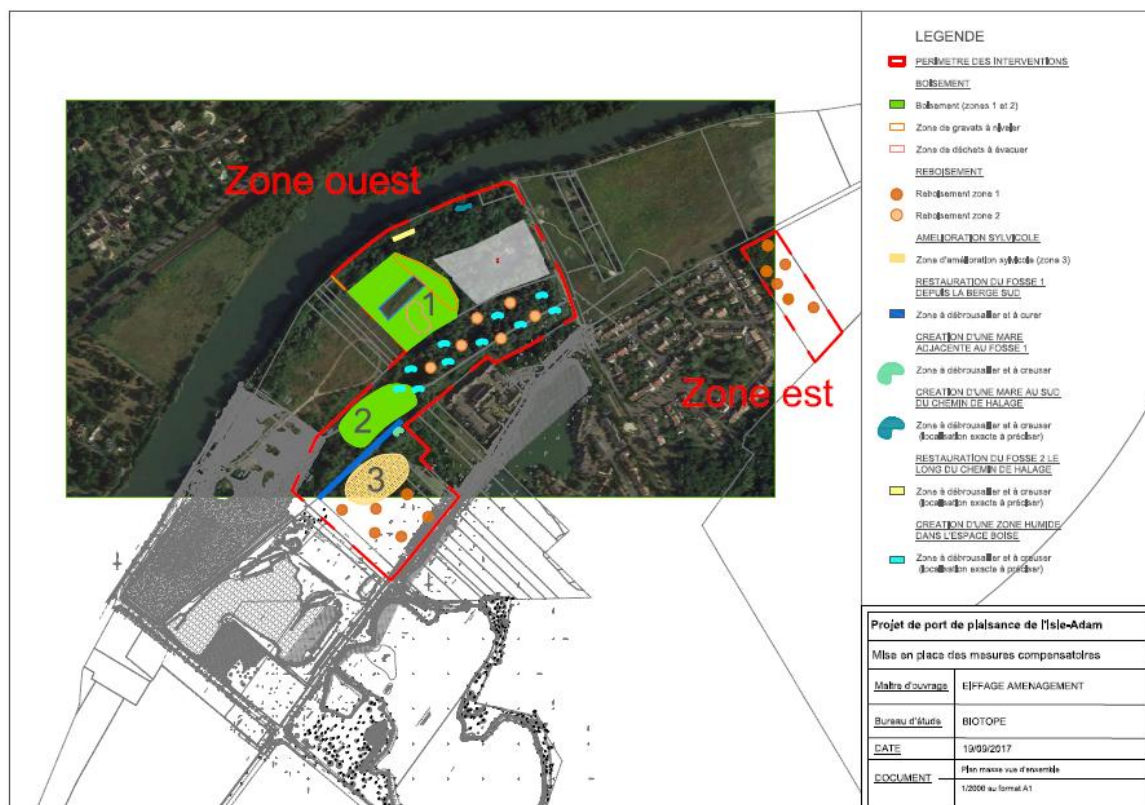 Zone ouest
1
2
3
Zone est
LEGENDE
PERIMETRE DES INTERVENTIONS
BOISEMENT
Boisement (zones 1 et 2)
Zone de gravats à niveler
Zone de déchets à évacuer
REBOISEMENT
Reboisement zone 1
Reboisement zone 2
AMELIORATION SYLVICOLE
Zone d'amélioration sylvicole (zone 3)
RESTAURATION DU FOSSE 1
DEPUIS LA BERGE SUD
Zone à débroussailler et à curer
CREATION D'UNE MARE
ADJACENTE AU FOSSE 1
Zone à débroussailler et à creuser
CREATION D'UNE MARE AU SUD
DU CHEMIN DE HALAGE
Zone à débroussailler et à creuser
(localisation exacte à préciser)
RESTAURATION DU FOSSE 2 LE
LONG DU CHEMIN DE HALAGE
Zone à débroussailler et à creuser
(localisation exacte à préciser)
CREATION D'UNE ZONE HUMIDE
DANS L'ESPACE BOISE
Zone à débroussailler et à creuser
(localisation exacte à préciser)
Projet de port de plaisance de l'Isle-Adam
Mise en place des mesures compensatoires
Maître d'ouvrage EIFFAGE AMENAGEMENT
Bureau d'étude BIOTOPE
DATE 19/09/2017
DOCUMENT Plan masse vue d'ensemble
1/2000 au format A1